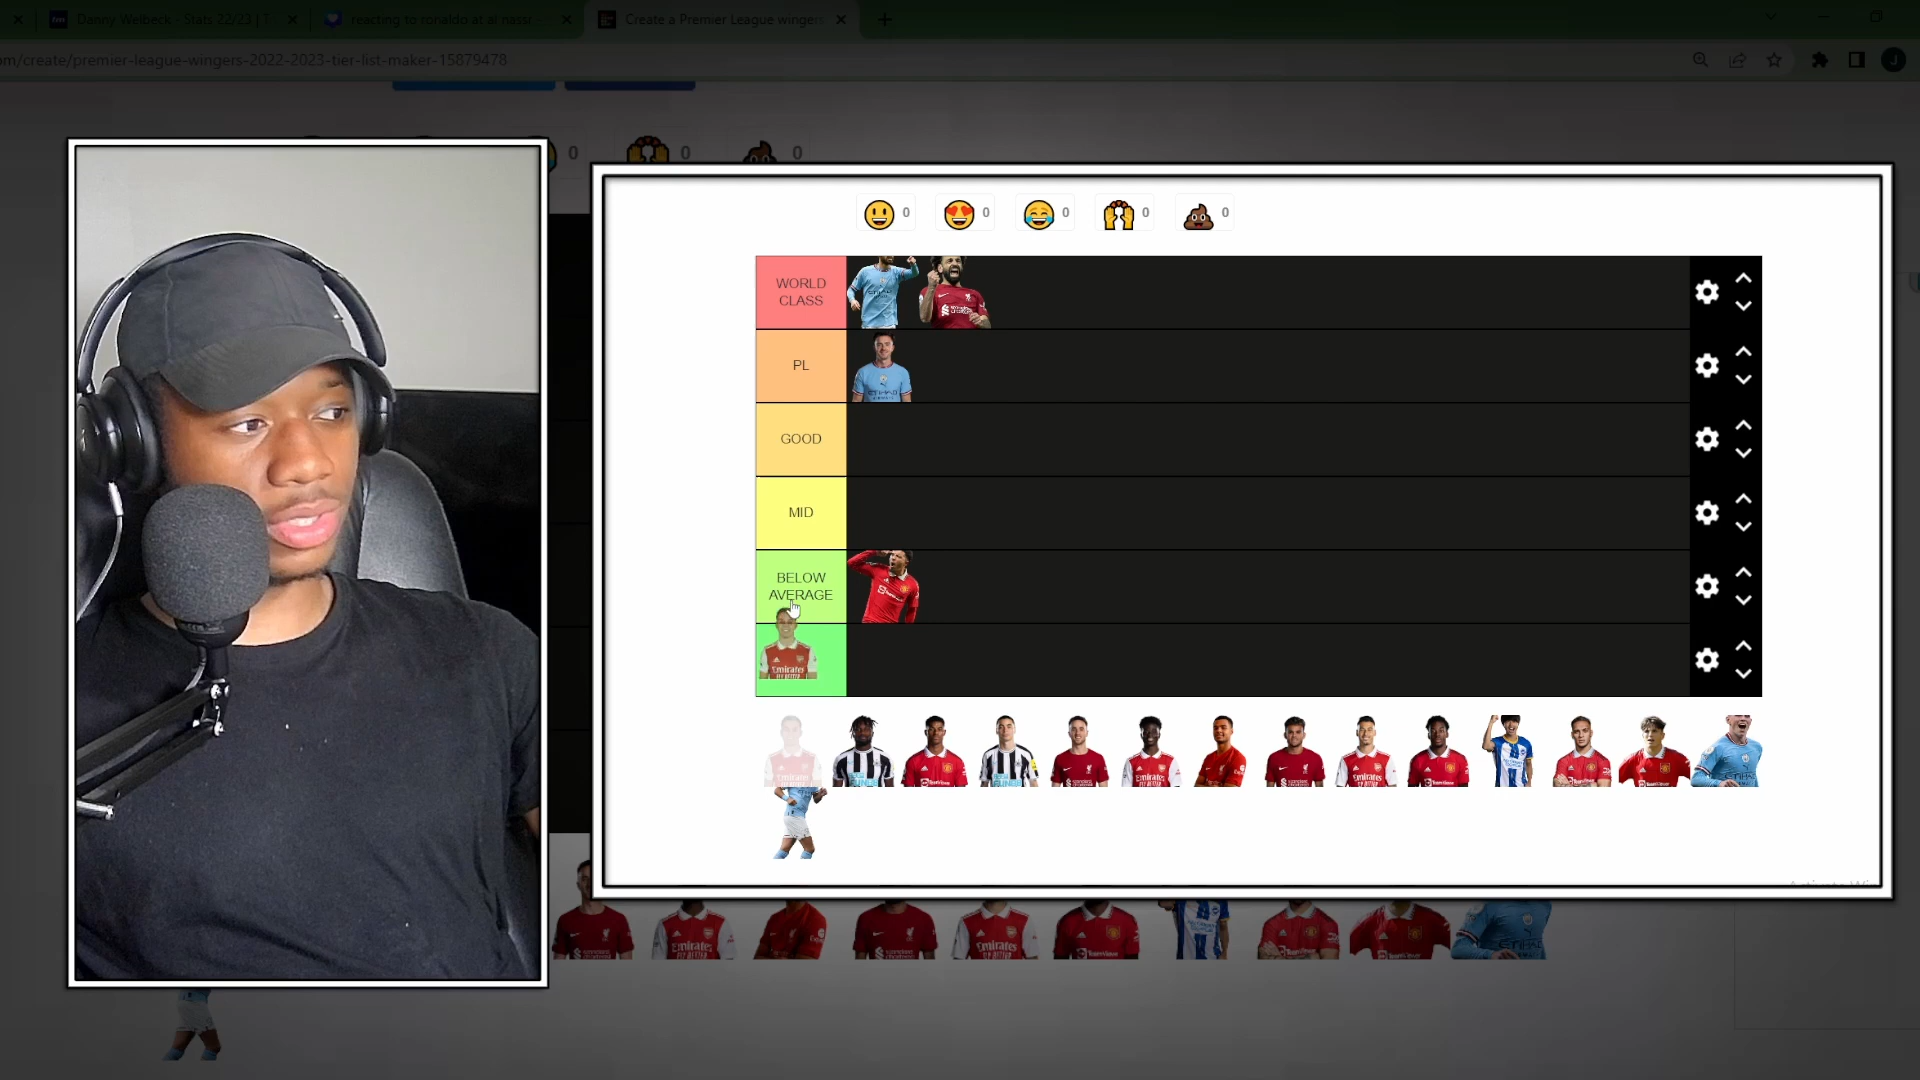 Danny Welbeck - Stats 22/23 | T
reacting to ronaldo at al nassr -
Create a Premier League wingers
om/create/premier-league-wingers-2022-2023-tier-list-maker-15879478
J
0
0
0
0
0
0
0
0
WORLD
CLASS
PL
GOOD
MID
BELOW
AVERAGE